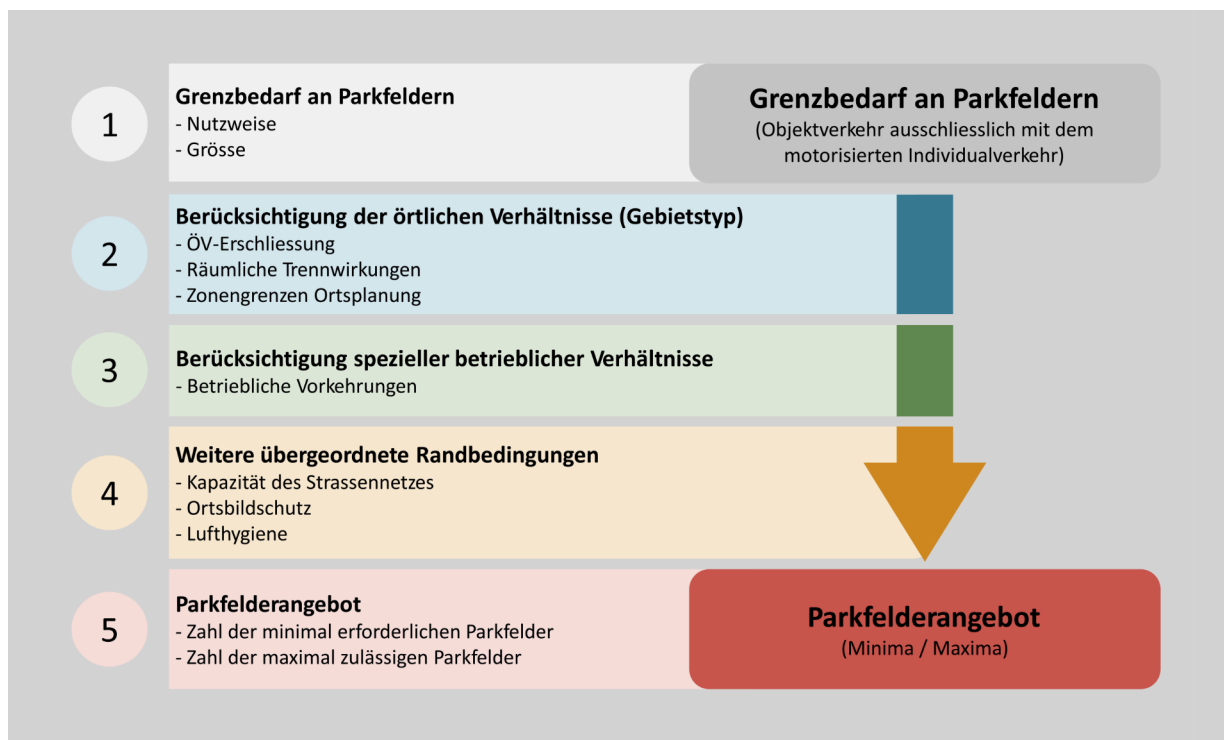 1
Grenzbedarf an Parkfeldern
- Nutzweise
- Grösse
Grenzbedarf an Parkfeldern
(Objektverkehr ausschliesslich mit dem
motorisierten Individualverkehr)
2
Berücksichtigung der örtlichen Verhältnisse (Gebietstyp)
- ÖV-Erschliessung
- Räumliche Trennwirkungen
- Zonengrenzen Ortsplanung
3
Berücksichtigung spezieller betrieblicher Verhältnisse
- Betriebliche Vorkehrungen
4
Weitere übergeordnete Randbedingungen
- Kapazität des Strassennetzes
- Ortsbildschutz
- Lufthygiene
5
Parkfelderangebot
- Zahl der minimal erforderlichen Parkfelder
- Zahl der maximal zulässigen Parkfelder
Parkfelderangebot
(Minima / Maxima)